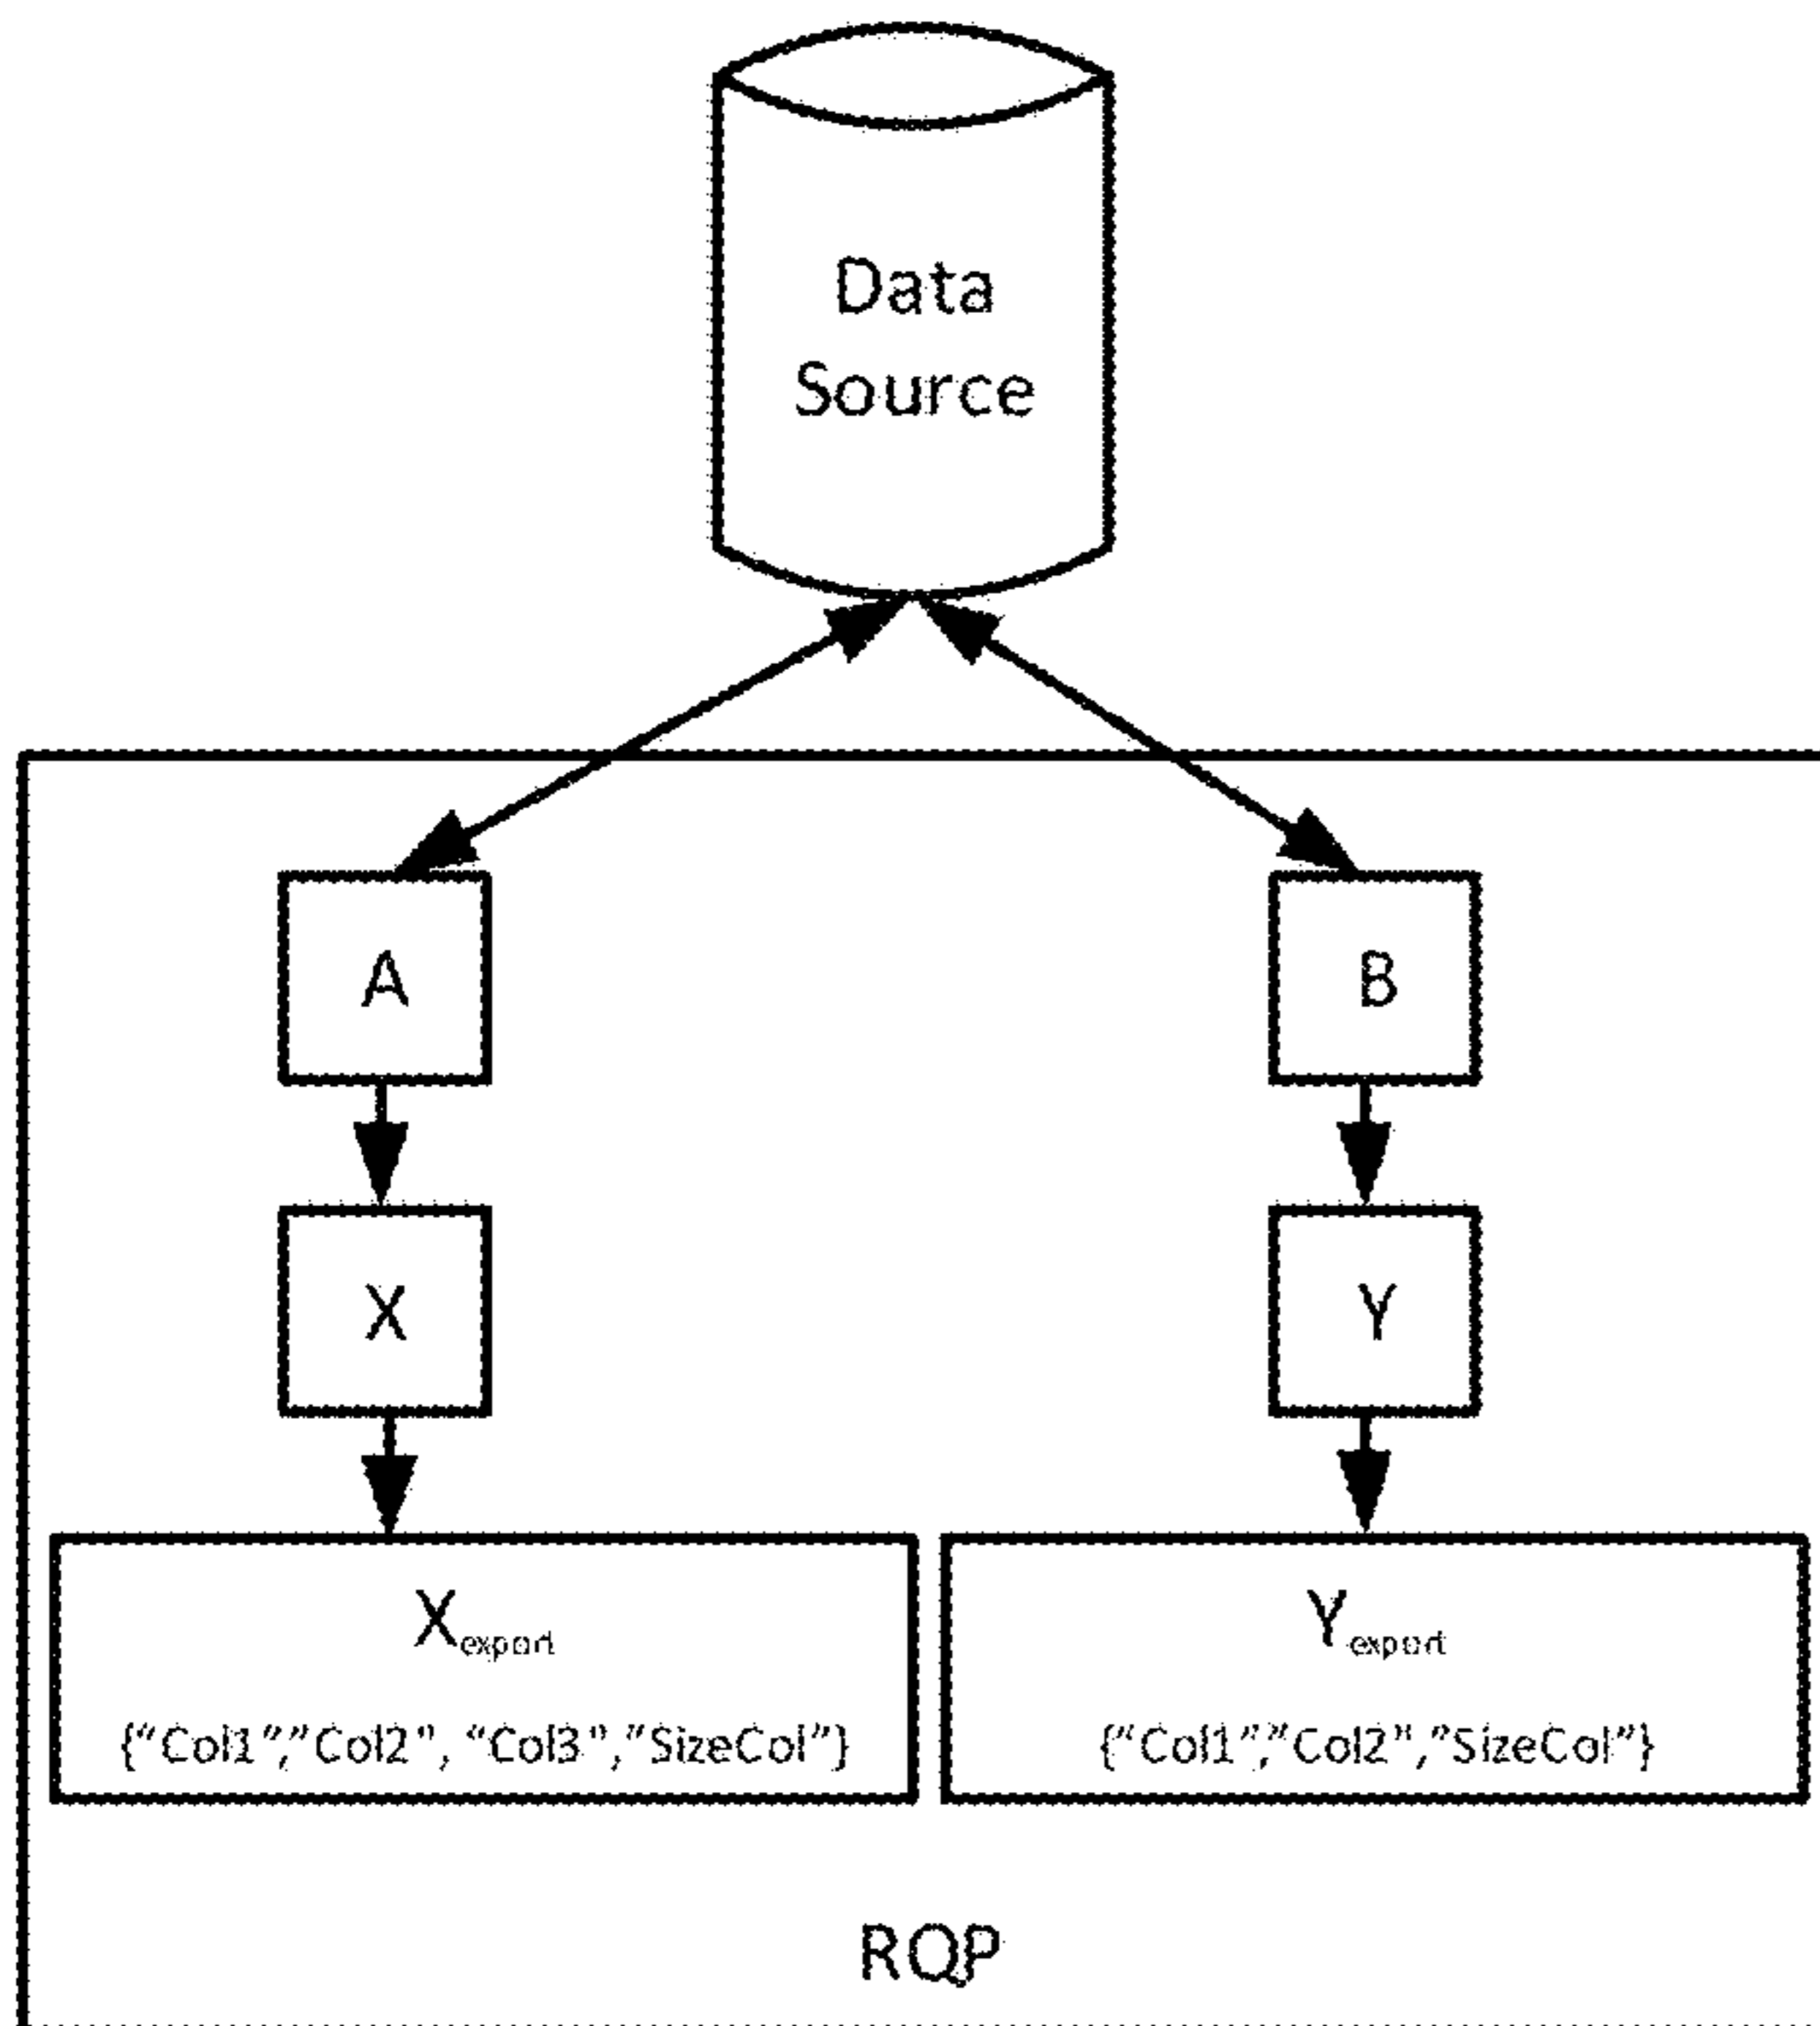 Data
Source
A
B
X
Y
Xexport
Yexport
{“Col1”,”Col2", “Col3",”SizeCol”}
{“Col1”,”Col2",”SizeCol”}
RQP